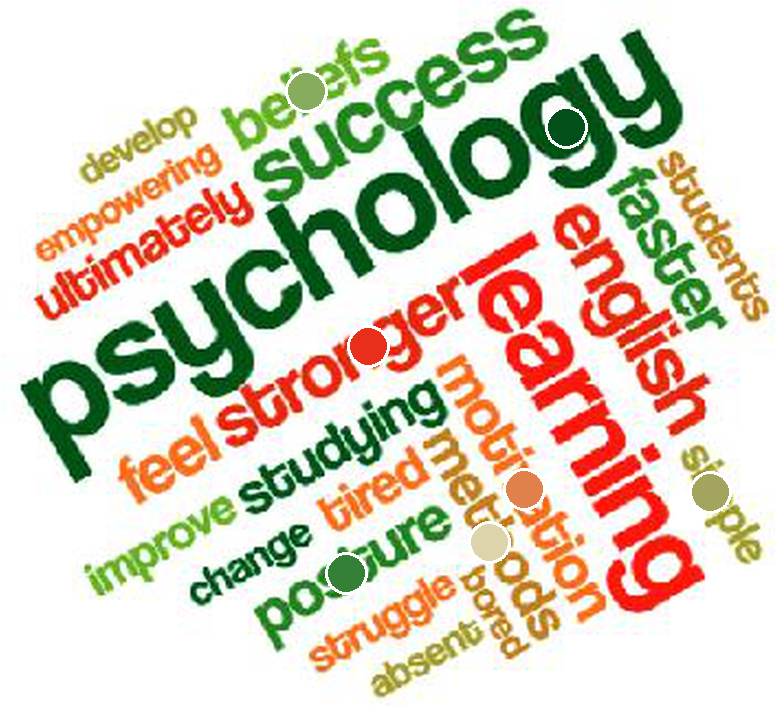 beliefs
success
develop
empowering
ultimately
psychology
students
faster
english
learning
feel
stronger
studying
motivation
improve
tired
methods
change
posture
simple
struggle
bored
absent